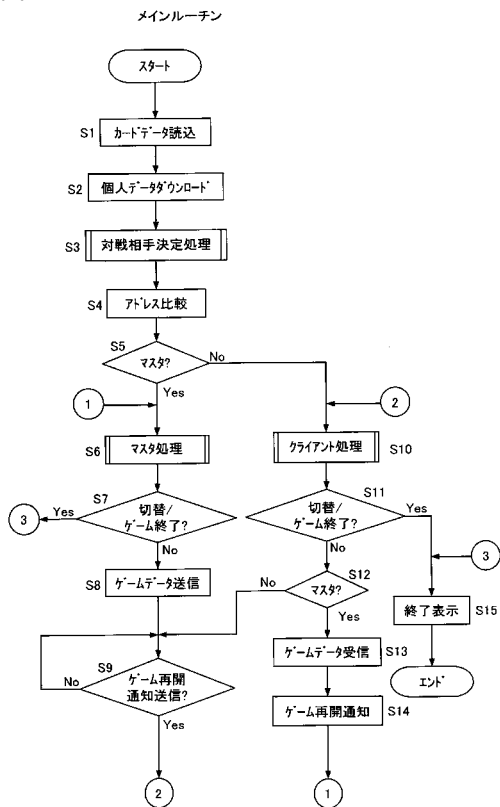 メインルーチン
スタート
S1 カードデータ読込
S2 個人データダウンロード
S3 対戦相手決定処理
S4 アドレス比較
S5 マスタ?
No
Yes
1
2
S6 マスタ処理
クライアント処理 S10
S7
切替/
ゲーム終了?
Yes
3
No
S11
切替/
ゲーム終了?
Yes
No
3
S8 ゲームデータ送信
No
S12
マスタ?
Yes
終了表示 S15
エンド
ゲームデータ受信 S13
S9
ゲーム再開
通知送信?
No
Yes
ゲーム再開通知 S14
2
1